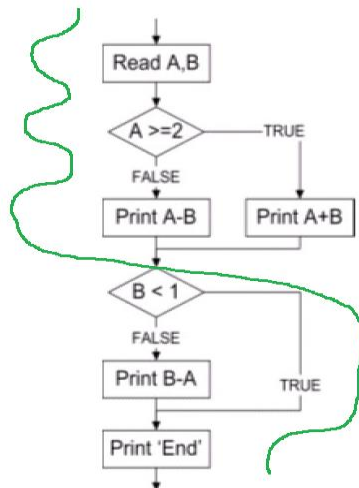 Read A,B
A >=2
TRUE
FALSE
Print A-B
Print A+B
B < 1
FALSE
Print B-A
TRUE
Print 'End'